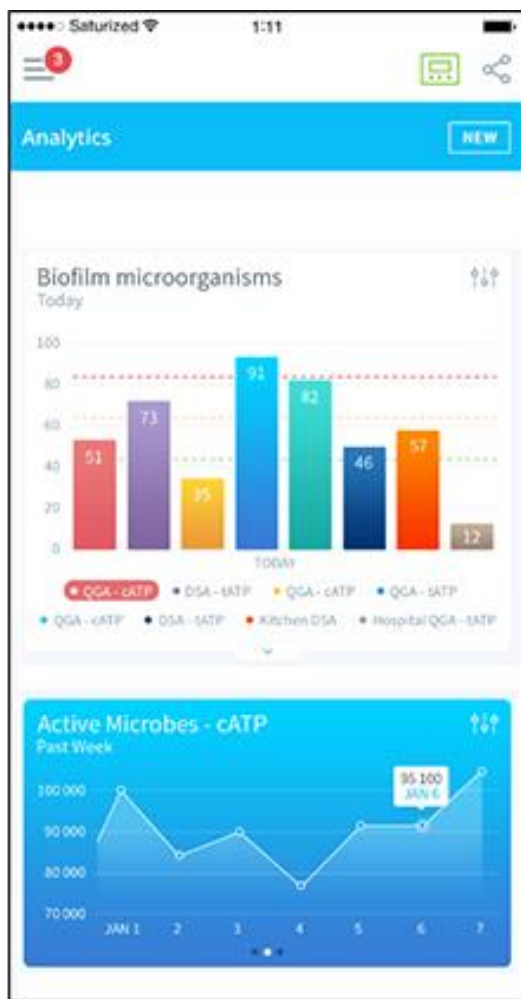 Saturized 1:11
3
Analytics NEW
Biofilm microorganisms
Today
100
80
60
40
20
0
51 73 35 91 82 46 57 12
TODAY
QGA - cATP DSA - tATP QGA - cATP QGA - tATP
QGA - cATP DSA - tATP Kitchen DSA Hospital QGA - tATP
Active Microbes - cATP
Past Week
95 100
JAN 6
100 000
90 000
80 000
70 000
JAN 1 2 3 4 5 6 7